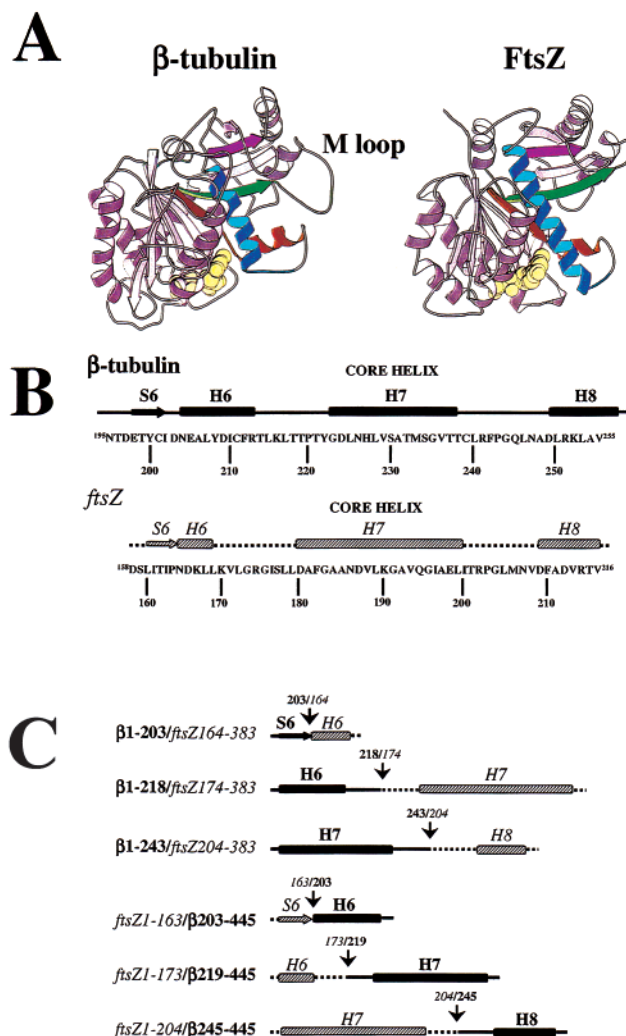 A
β-tubulin FtsZ
M loop
B
β-tubulin
CORE HELIX
S6 H6 H7 H8
195NTDETYCI DNEALYDICFRTLKLTTPTYGDLNHLVSATMSGVTTCLRFPGQLNADLRKLAV255
200 210 220 230 240 250
ftsZ
CORE HELIX
S6 H6 H7 H8
158DSLITIPNDKLLKVLGRGISLLDAFGAANDVLKGAVQGIAELITRPGLMNVDFADVRTV216
160 170 180 190 200 210
C
203/164
β1-203/ftsZ164-383 S6 H6
218/174
β1-218/ftsZ174-383 H6 H7
243/204
β1-243/ftsZ204-383 H7 H8
163/203
ftsZ1-163/β203-445 S6 H6
173/219
ftsZ1-173/β219-445 H6 H7
204/245
ftsZ1-204/β245-445 H7 H8